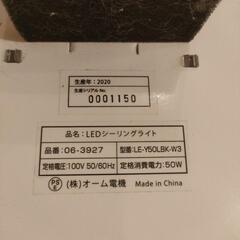 生産年：2020
生産シリアルNo.
0001150
品名：LEDシーリングライト
品番：06-3927
型番:LE-Y50LBK-W3
定格電圧：100V 50/60Hz
定格消費電力：50W
PS
E
(株)オーム電機
Made in China